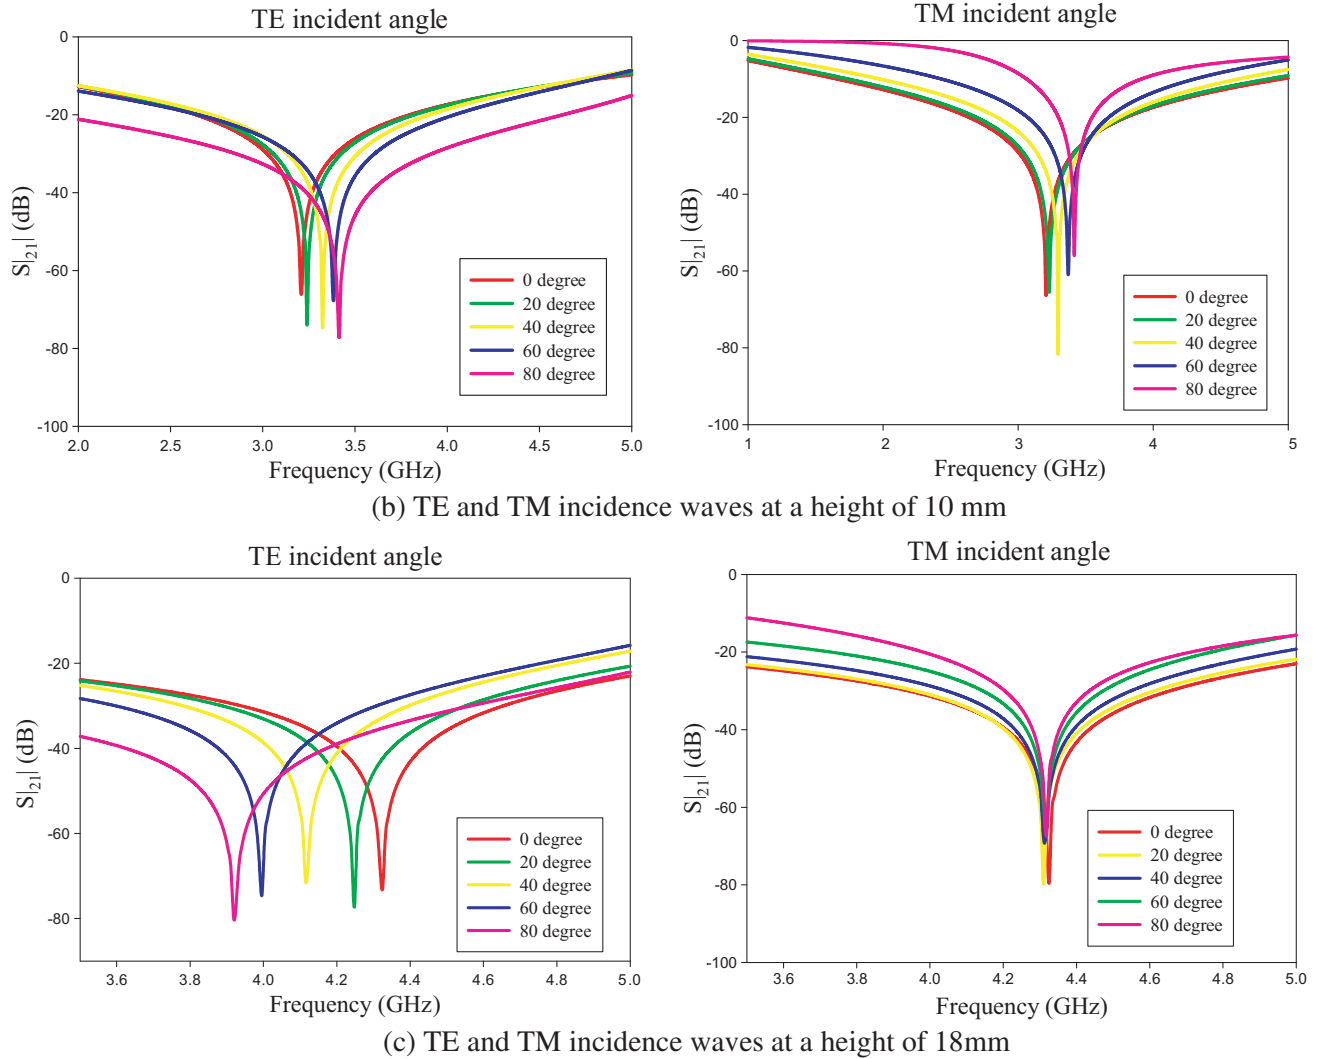 TE incident angle
0
-20
-40
-60
-80
-100
S|₂₁| (dB)
2.0 2.5 3.0 3.5 4.0 4.5 5.0
Frequency (GHz)
0 degree
20 degree
40 degree
60 degree
80 degree
TM incident angle
0
-20
-40
-60
-80
-100
S|₂₁| (dB)
1 2 3 4 5
Frequency (GHz)
0 degree
20 degree
40 degree
60 degree
80 degree
(b) TE and TM incidence waves at a height of 10 mm
TE incident angle
0
-20
-40
-60
-80
S|₂₁| (dB)
3.6 3.8 4.0 4.2 4.4 4.6 4.8 5.0
Frequency (GHz)
0 degree
20 degree
40 degree
60 degree
80 degree
TM incident angle
0
-20
-40
-60
-80
-100
S|₂₁| (dB)
3.6 3.8 4.0 4.2 4.4 4.6 4.8 5.0
Frequency (GHz)
0 degree
20 degree
40 degree
60 degree
80 degree
(c) TE and TM incidence waves at a height of 18mm